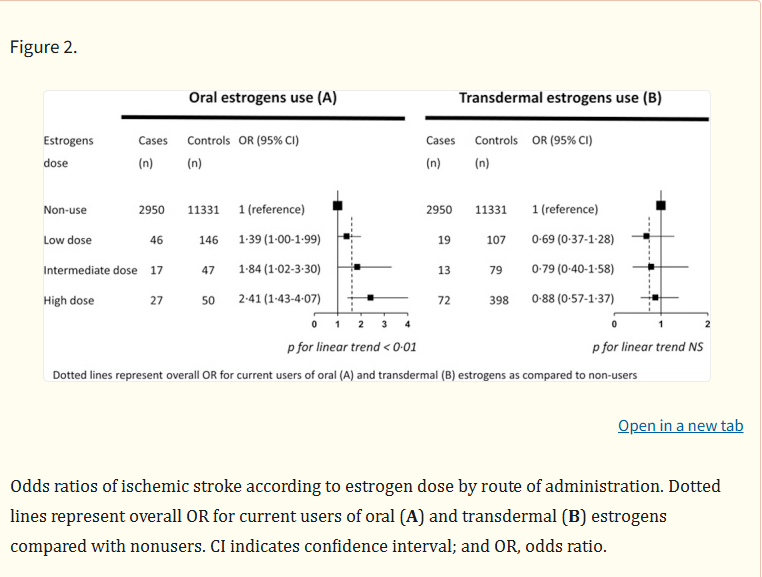 Figure 2.
Oral estrogens use (A) Transdermal estrogens use (B)
Estrogens Cases Controls OR (95% CI) Cases Controls OR (95% CI)
dose (n) (n) (n) (n)
Non-use 2950 11331 1 (reference) 2950 11331 1 (reference)
Low dose 46 146 1·39 (1·00-1·99) 19 107 0·69 (0·37-1·28)
Intermediate dose 17 47 1·84 (1·02-3·30) 13 79 0·79 (0·40-1·58)
High dose 27 50 2·41 (1·43-4·07) 72 398 0·88 (0·57-1·37)
0 1 2 3 4 0 1 2
p for linear trend < 0·01 p for linear trend NS
Dotted lines represent overall OR for current users of oral (A) and transdermal (B) estrogens as compared to non-users
Open in a new tab
Odds ratios of ischemic stroke according to estrogen dose by route of administration. Dotted
lines represent overall OR for current users of oral (A) and transdermal (B) estrogens
compared with nonusers. CI indicates confidence interval; and OR, odds ratio.